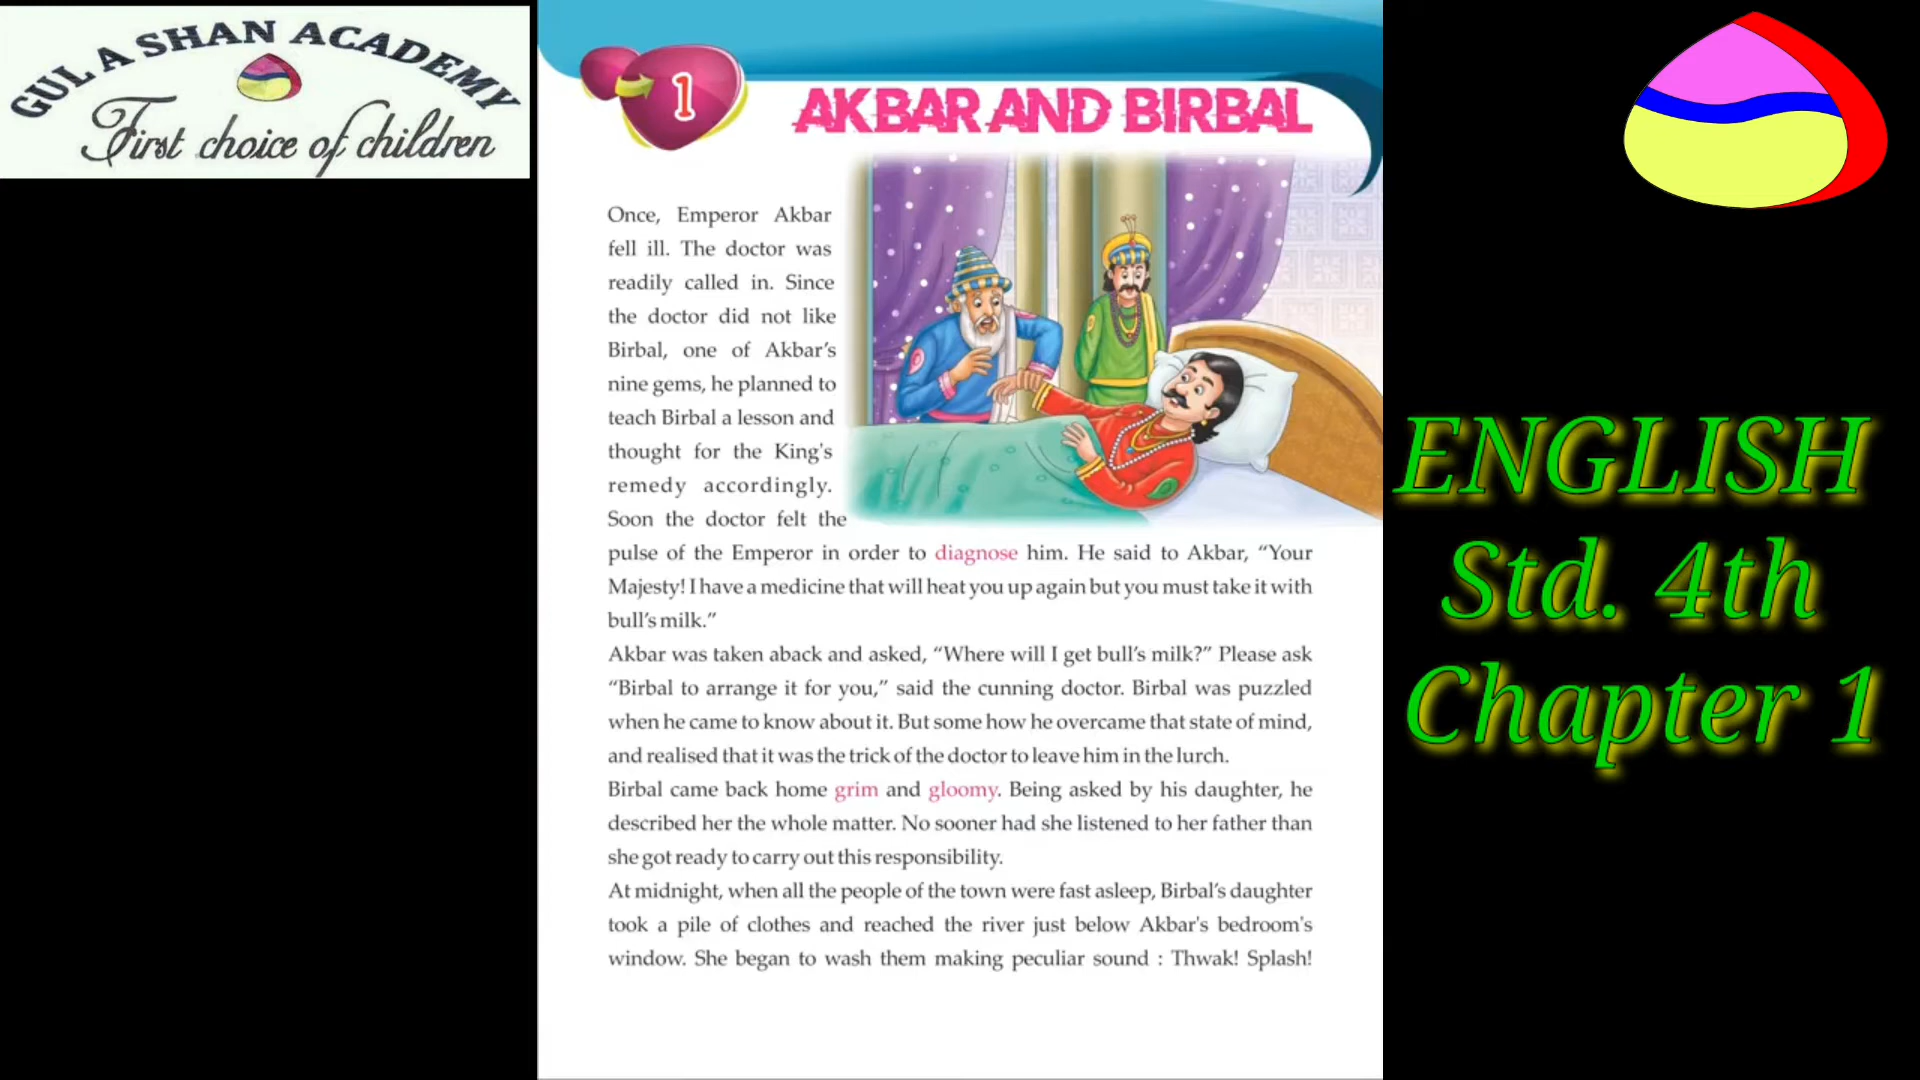 GUL A SHAN ACADEMY
First choice of children
1
AKBAR AND BIRBAL
Once, Emperor Akbar
fell ill. The doctor was
readily called in. Since
the doctor did not like
Birbal, one of Akbar's
nine gems, he planned to
teach Birbal a lesson and
thought for the King's
remedy accordingly.
Soon the doctor felt the
pulse of the Emperor in order to diagnose him. He said to Akbar, “Your
Majesty! I have a medicine that will heat you up again but you must take it with
bull's milk.”
Akbar was taken aback and asked, “Where will I get bull's milk?” Please ask
“Birbal to arrange it for you,” said the cunning doctor. Birbal was puzzled
when he came to know about it. But some how he overcame that state of mind,
and realised that it was the trick of the doctor to leave him in the lurch.
Birbal came back home grim and gloomy. Being asked by his daughter, he
described her the whole matter. No sooner had she listened to her father than
she got ready to carry out this responsibility.
At midnight, when all the people of the town were fast asleep, Birbal's daughter
took a pile of clothes and reached the river just below Akbar's bedroom's
window. She began to wash them making peculiar sound : Thwak! Splash!
ENGLISH
Std. 4th
Chapter 1